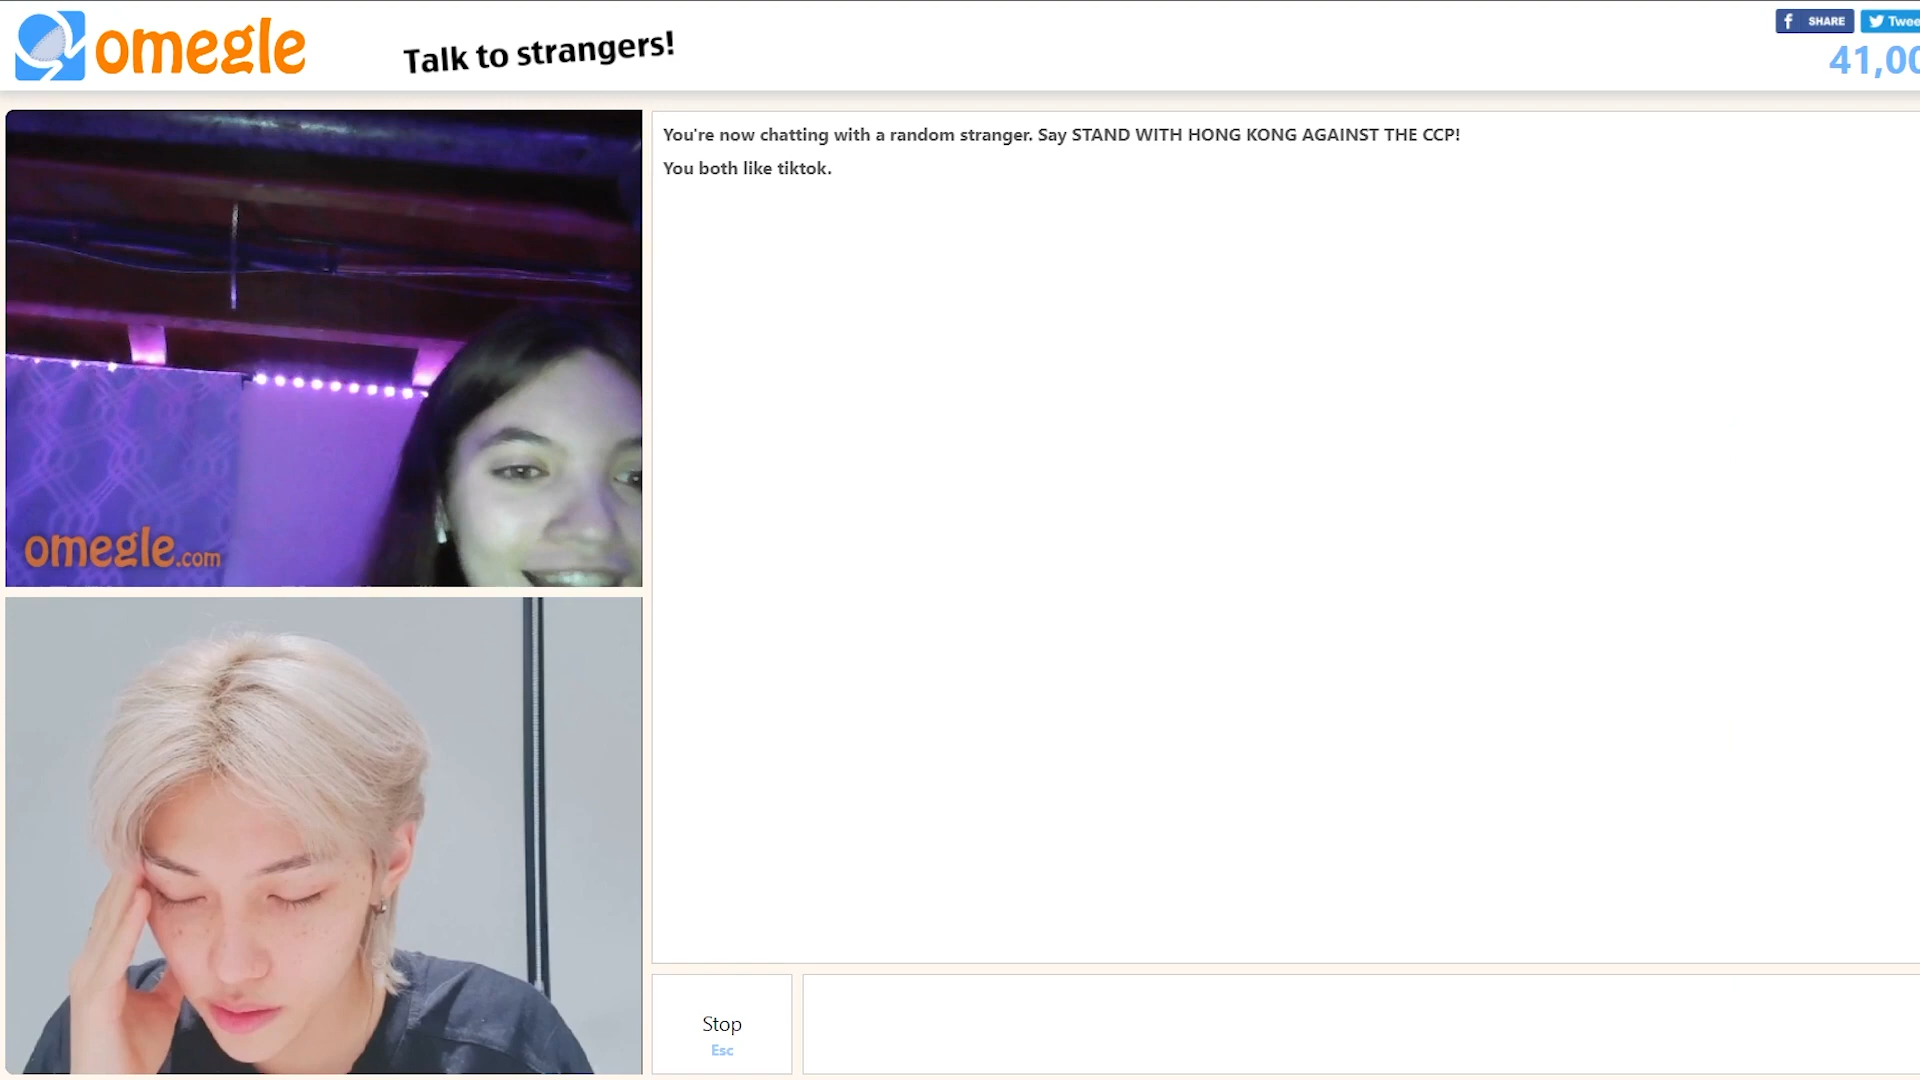 omegle
Talk to strangers!
SHARE
Twee
41,00
You're now chatting with a random stranger. Say STAND WITH HONG KONG AGAINST THE CCP!
You both like tiktok.
omegle.com
Stop
Esc